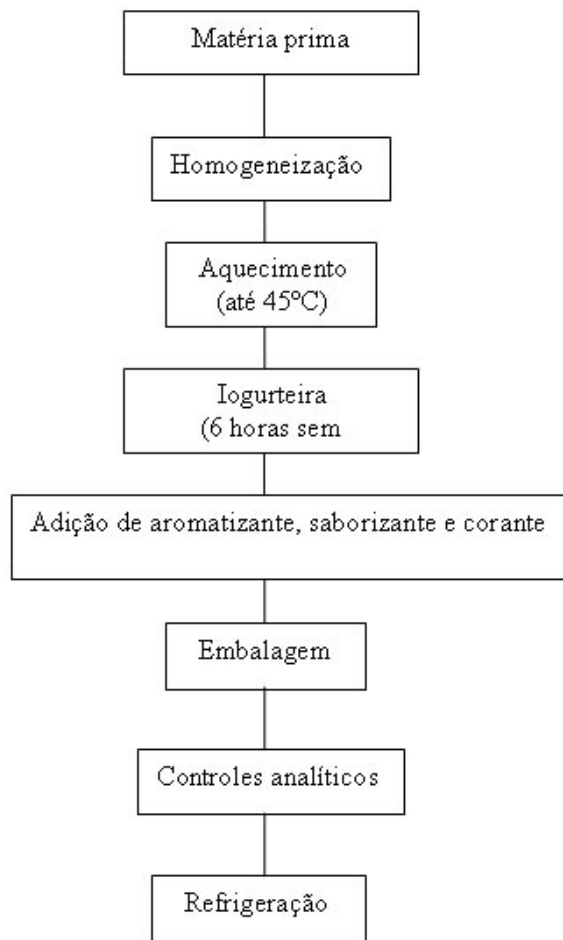 Matéria prima
Homogeneização
Aquecimento
(até 45ºC)
Iogurteira
(6 horas sem
Adição de aromatizante, saborizante e corante
Embalagem
Controles analíticos
Refrigeração